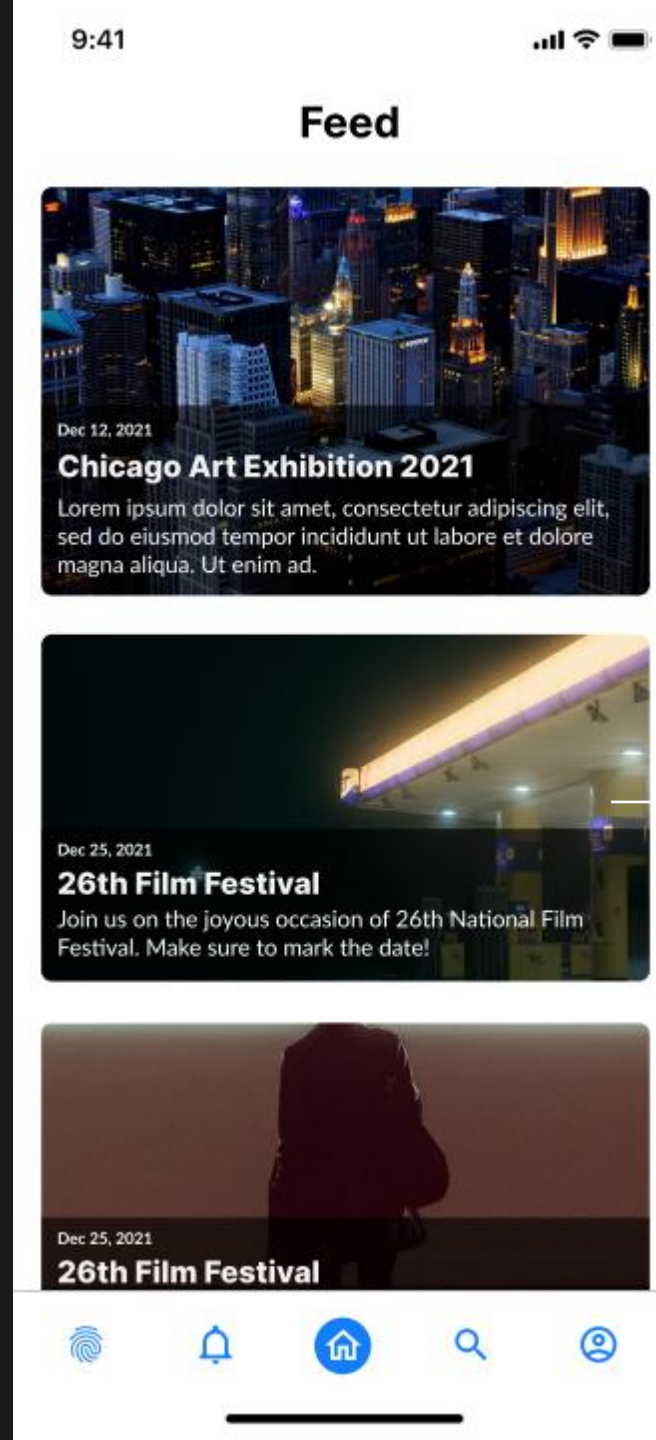 9:41
Feed
Dec 12, 2021
Chicago Art Exhibition 2021
Lorem ipsum dolor sit amet, consectetur adipiscing elit,
sed do eiusmod tempor incididunt ut labore et dolore
magna aliqua. Ut enim ad.
Dec 25, 2021
26th Film Festival
Join us on the joyous occasion of 26th National Film
Festival. Make sure to mark the date!
Dec 25, 2021
26th Film Festival